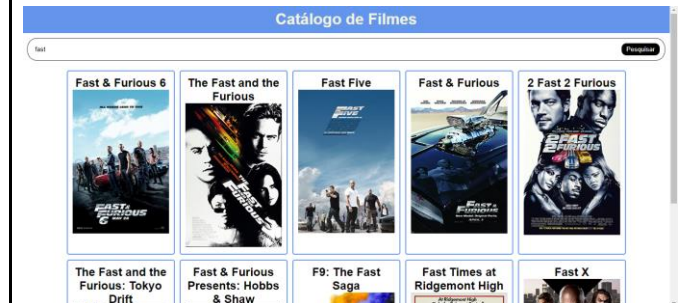 Catálogo de Filmes
fast
Pesquisar
Fast & Furious 6
The Fast and the
Furious
Fast Five
Fast & Furious
2 Fast 2 Furious
FAST &
FURIOUS
6
FAST
FIVE
FAST &
FURIOUS
2 FAST
2 FURIOUS
The Fast and the
Furious: Tokyo
Drift
Fast & Furious
Presents: Hobbs
& Shaw
F9: The Fast
Saga
Fast Times at
Ridgemont High
Fast X